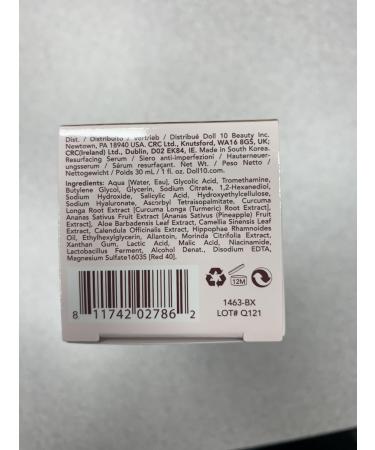 Dist. / Distribuito / Vertrieb / Distribué Doll 10 Beauty Inc.
Newtown, PA 18940 USA. CRC Ltd., Knutsford, WA16 8GS, UK;
CRC(Ireland) Ltd., Dublin, D02 EK84, IE. Made in South Korea.
Resurfacing Serum / Siero anti-imperfezioni / Hauterneuer-
ungsserum / Sérum resurfaçant. Net Wt. / Peso Netto /
Nettogewicht / Poids 30 mL / 1 fl. oz. Doll10.com.
Ingredients: Aqua [Water, Eau], Glycolic Acid, Tromethamine,
Butylene Glycol, Glycerin, Sodium Citrate, 1,2-Hexanediol,
Sodium Hydroxide, Salicylic Acid, Hydroxyethylcellulose,
Sodium Hyaluronate, Ascorbyl Tetraisopalmitate, Curcuma
Longa Root Extract [Curcuma Longa (Turmeric) Root Extract],
Ananas Sativus Fruit Extract [Ananas Sativus (Pineapple) Fruit
Extract], Aloe Barbadensis Leaf Extract, Camellia Sinensis Leaf
Extract, Calendula Officinalis Extract, Hippophae Rhamnoides
Oil, Ethylhexylglycerin, Allantoin, Morinda Citrifolia Extract,
Xanthan Gum, Lactic Acid, Malic Acid, Niacinamide,
Lactobacillus Ferment, Alcohol Denat., Disodium EDTA,
Magnesium Sulfate16035 [Red 40].
12M
1463-BX
LOT# Q121
8 11742 02786 2